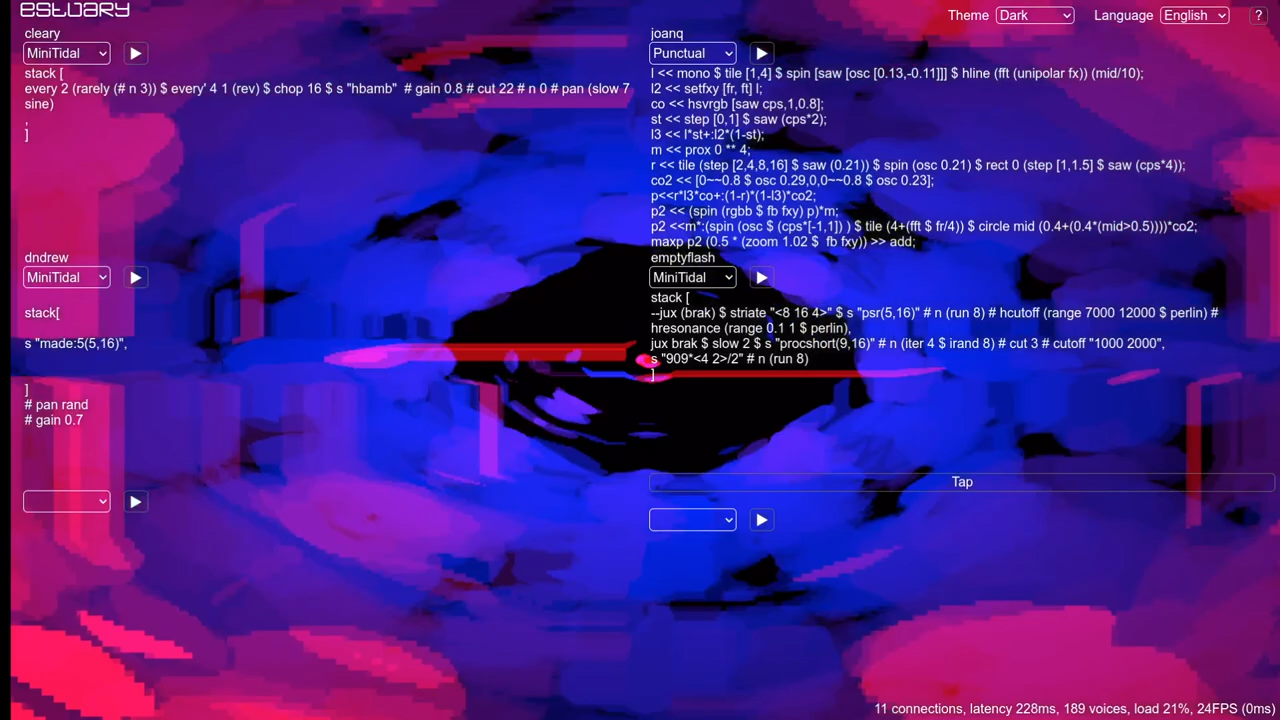 estuary
Theme Dark Language English ?
cleary
MiniTidal
stack [
every 2 (rarely (# n 3)) $ every' 4 1 (rev) $ chop 16 $ s "hbamb"  # gain 0.8 # cut 22 # n 0 # pan (slow 7
sine)
,
]
joanq
Punctual
l << mono $ tile [1,4] $ spin [saw [osc [0.13,-0.11]]] $ hline (fft (unipolar fx)) (mid/10);
l2 << setfxy [fr, ft] l;
co << hsvrgb [saw cps,1,0.8];
st << step [0,1] $ saw (cps*2);
l3 << l*st+:l2*(1-st);
m << prox 0 ** 4;
r << tile (step [2,4,8,16] $ saw (0.21)) $ spin (osc 0.21) $ rect 0 (step [1,1.5] $ saw (cps*4));
co2 << [0~~0.8 $ osc 0.29,0,0~~0.8 $ osc 0.23];
p<<r*l3*co+:(1-r)*(1-l3)*co2;
p2 << (spin (rgbb $ fb fxy) p)*m;
p2 <<m*:(spin (osc $ (cps*[-1,1]) ) $ tile (4+(fft $ fr/4)) $ circle mid (0.4+(0.4*(mid>0.5))))*co2;
maxp p2 (0.5 * (zoom 1.02 $  fb fxy)) >> add;
dndrew
MiniTidal
stack[
s "made:5(5,16)",
]
# pan rand
# gain 0.7
emptyflash
MiniTidal
stack [
--jux (brak) $ striate "<8 16 4>" $ s "psr(5,16)" # n (run 8) # hcutoff (range 7000 12000 $ perlin) #
hresonance (range 0.1 1 $ perlin),
jux brak $ slow 2 $ s "procshort(9,16)" # n (iter 4 $ irand 8) # cut 3 # cutoff "1000 2000",
s "909*<4 2>/2" # n (run 8)
]
Tap
11 connections, latency 228ms, 189 voices, load 21%, 24FPS (0ms)